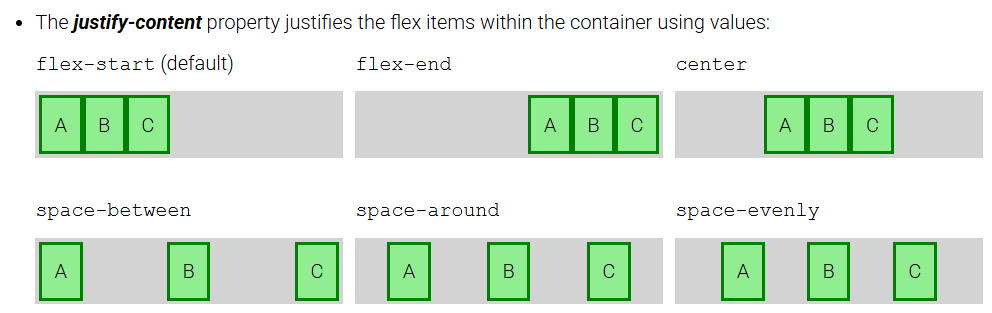 • The justify-content property justifies the flex items within the container using values:
flex-start (default) flex-end center
A B C A B C A B C
space-between space-around space-evenly
A B C A B C A B C